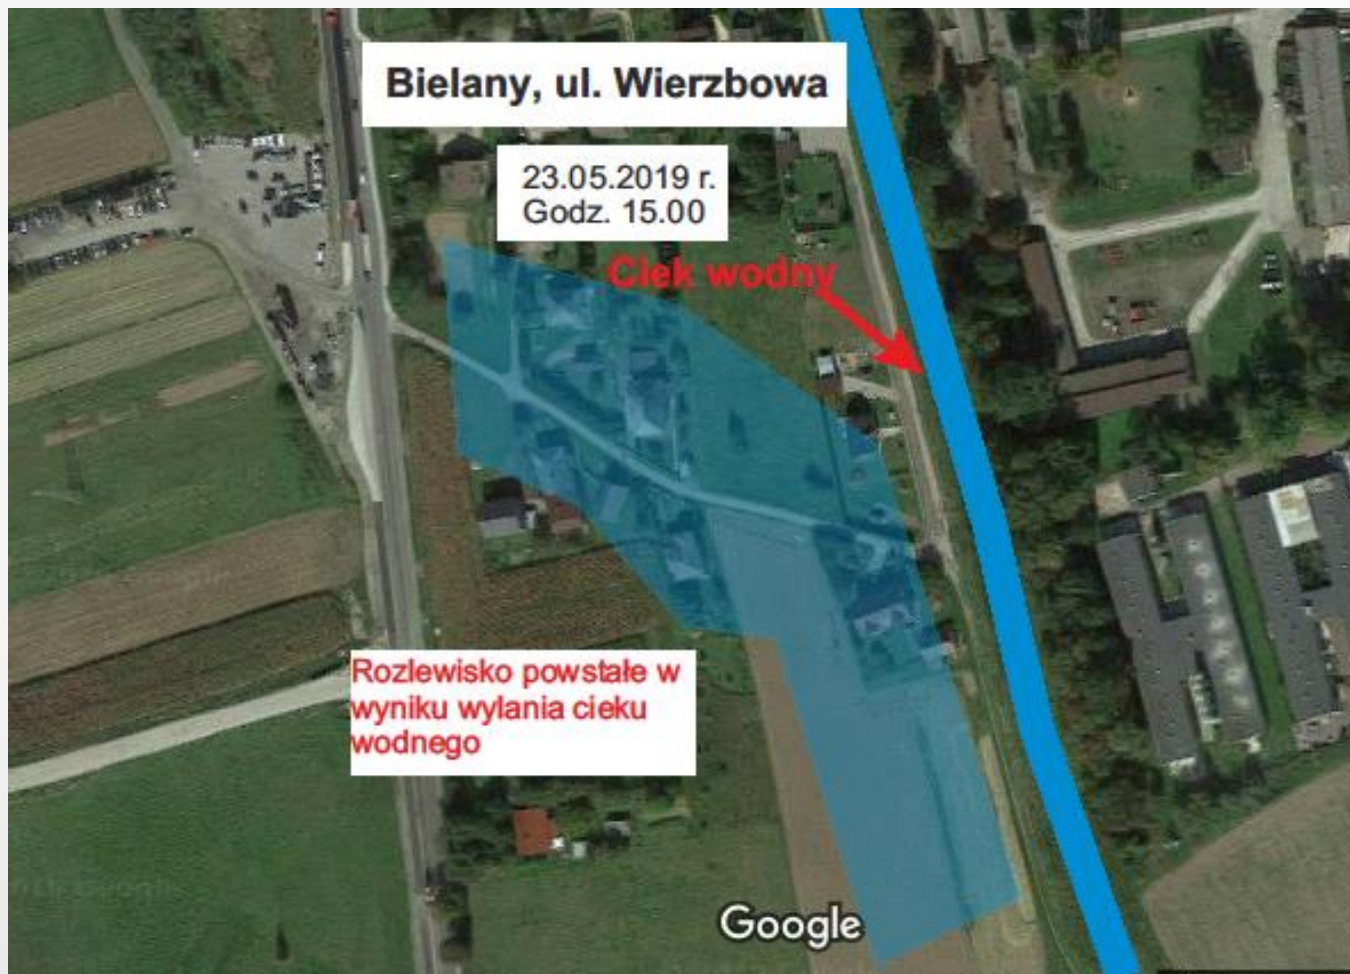 Bielany, ul. Wierzbowa
23.05.2019 r.
Godz. 15.00
Ciek wodny
Rozlewisko powstałe w
wyniku wylania cieku
wodnego
Google